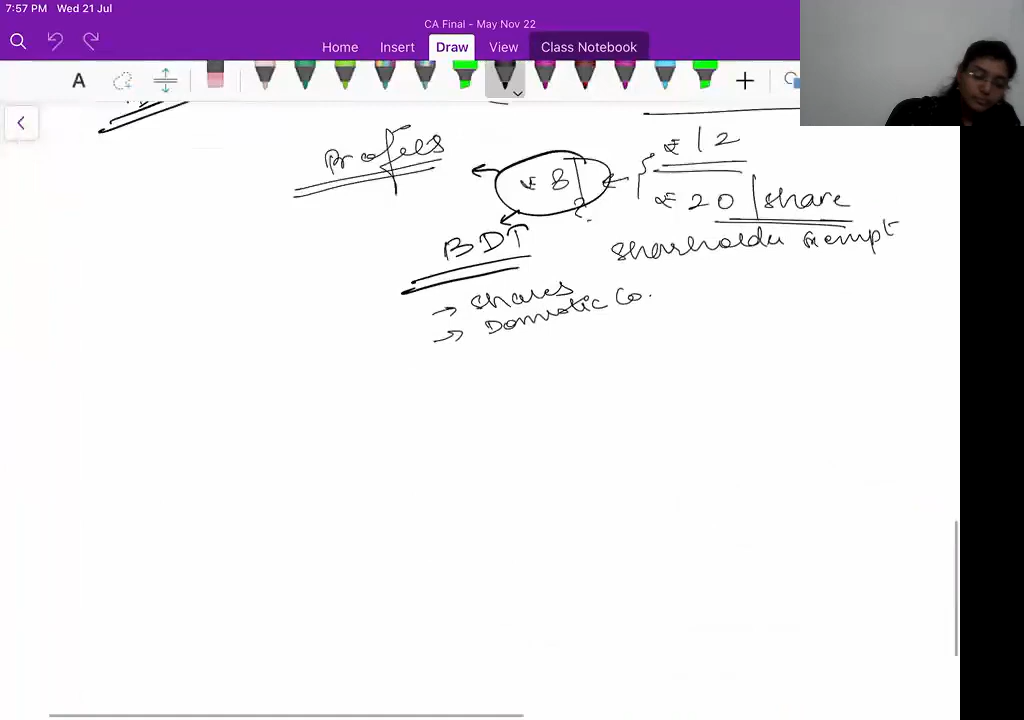 7:57 PM Wed 21 Jul
CA Final - May Nov 22
Home Insert Draw View Class Notebook
A
Profits
₹ 8 ?
₹ 12
₹ 20 / share
Shareholder exempt
BDT
→ Shares
→ Domestic Co.